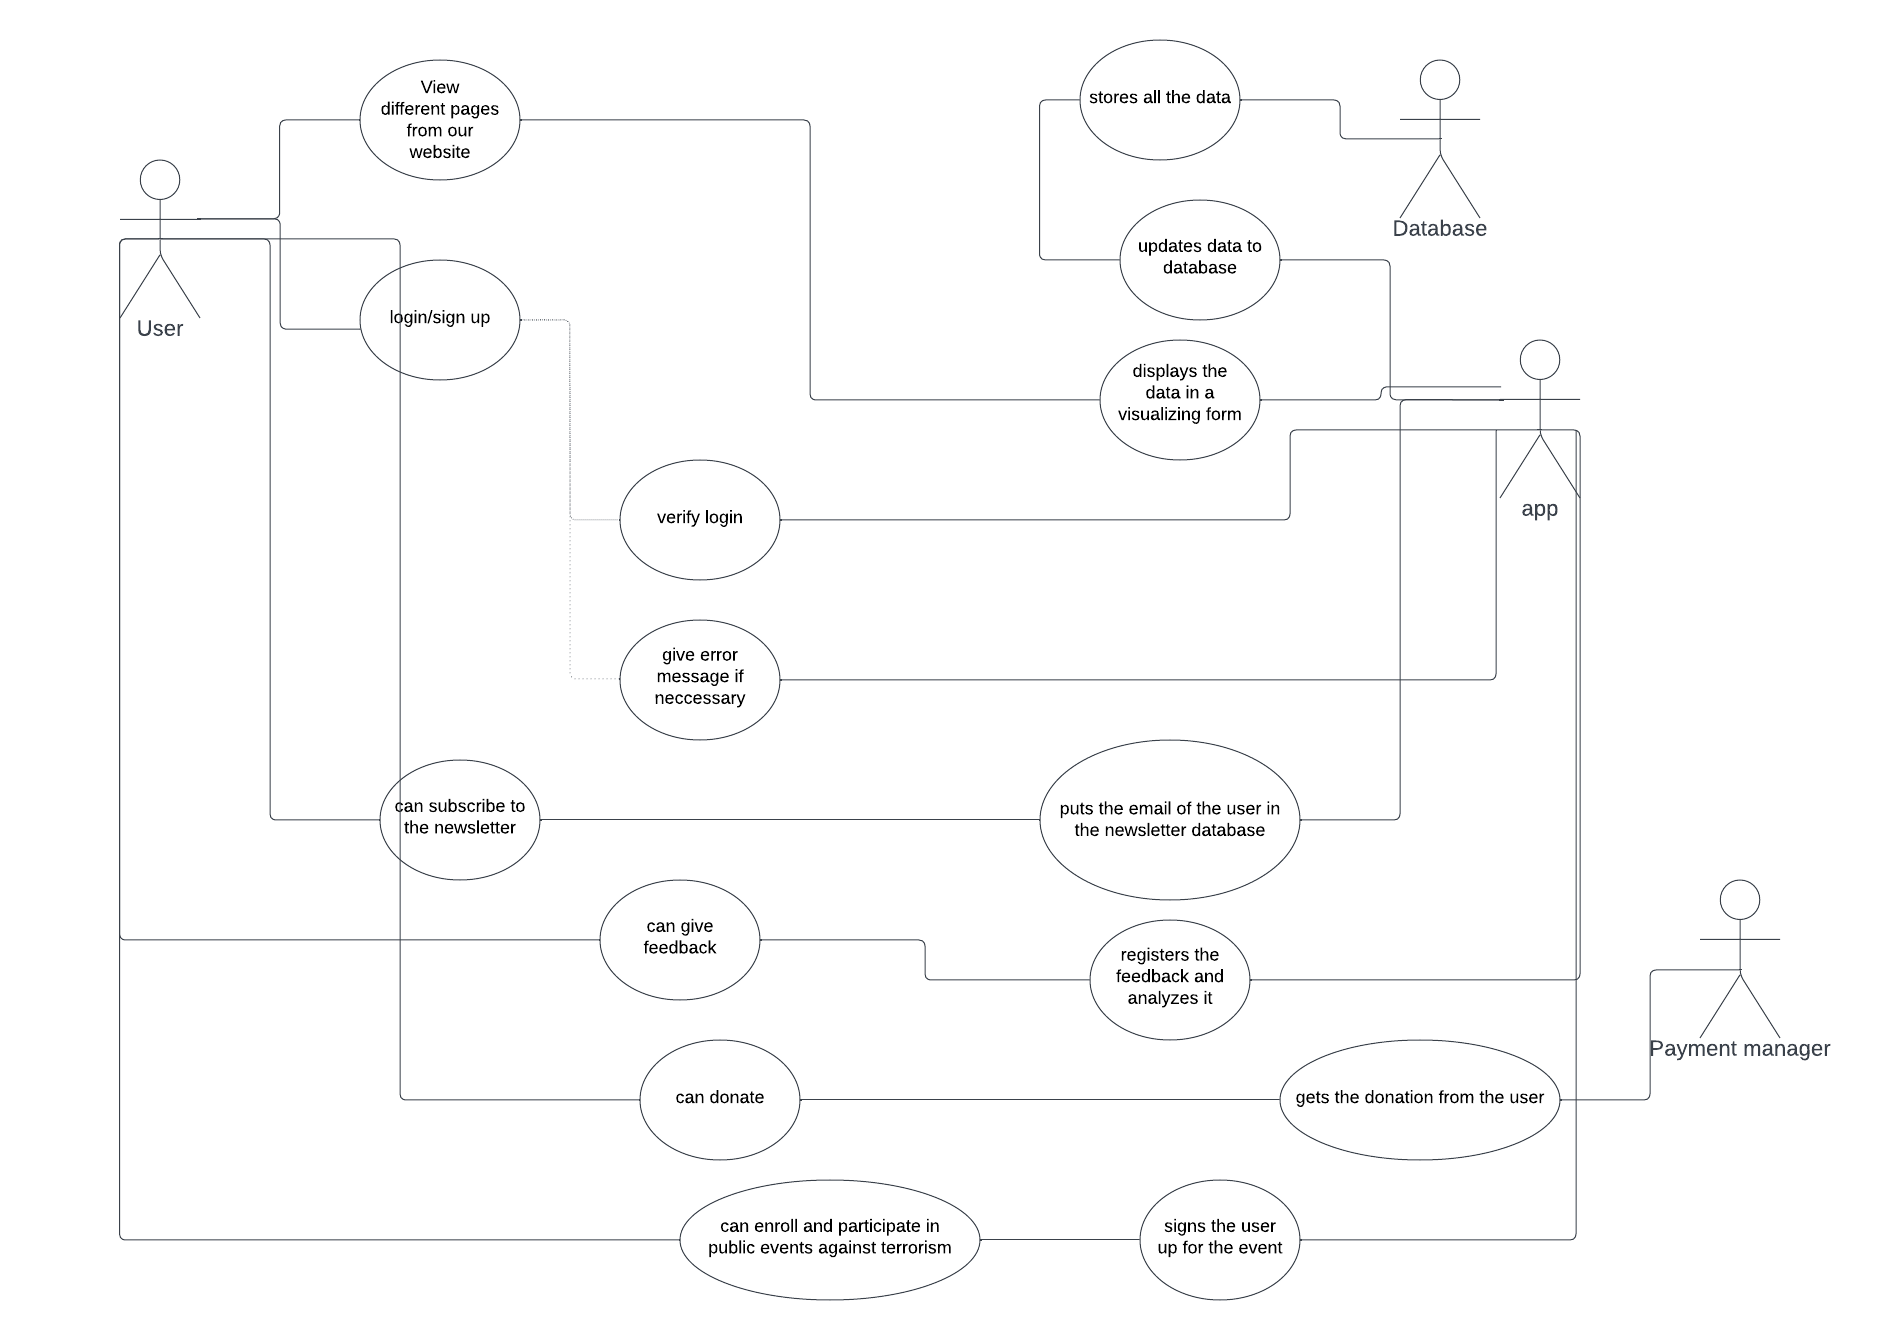 View
different pages
from our
website
stores all the data
Database
updates data to
database
login/sign up
User
displays the
data in a
visualizing form
app
verify login
give error
message if
neccessary
can subscribe to
the newsletter
puts the email of the user in
the newsletter database
can give
feedback
registers the
feedback and
analyzes it
Payment manager
can donate
gets the donation from the user
can enroll and participate in
public events against terrorism
signs the user
up for the event